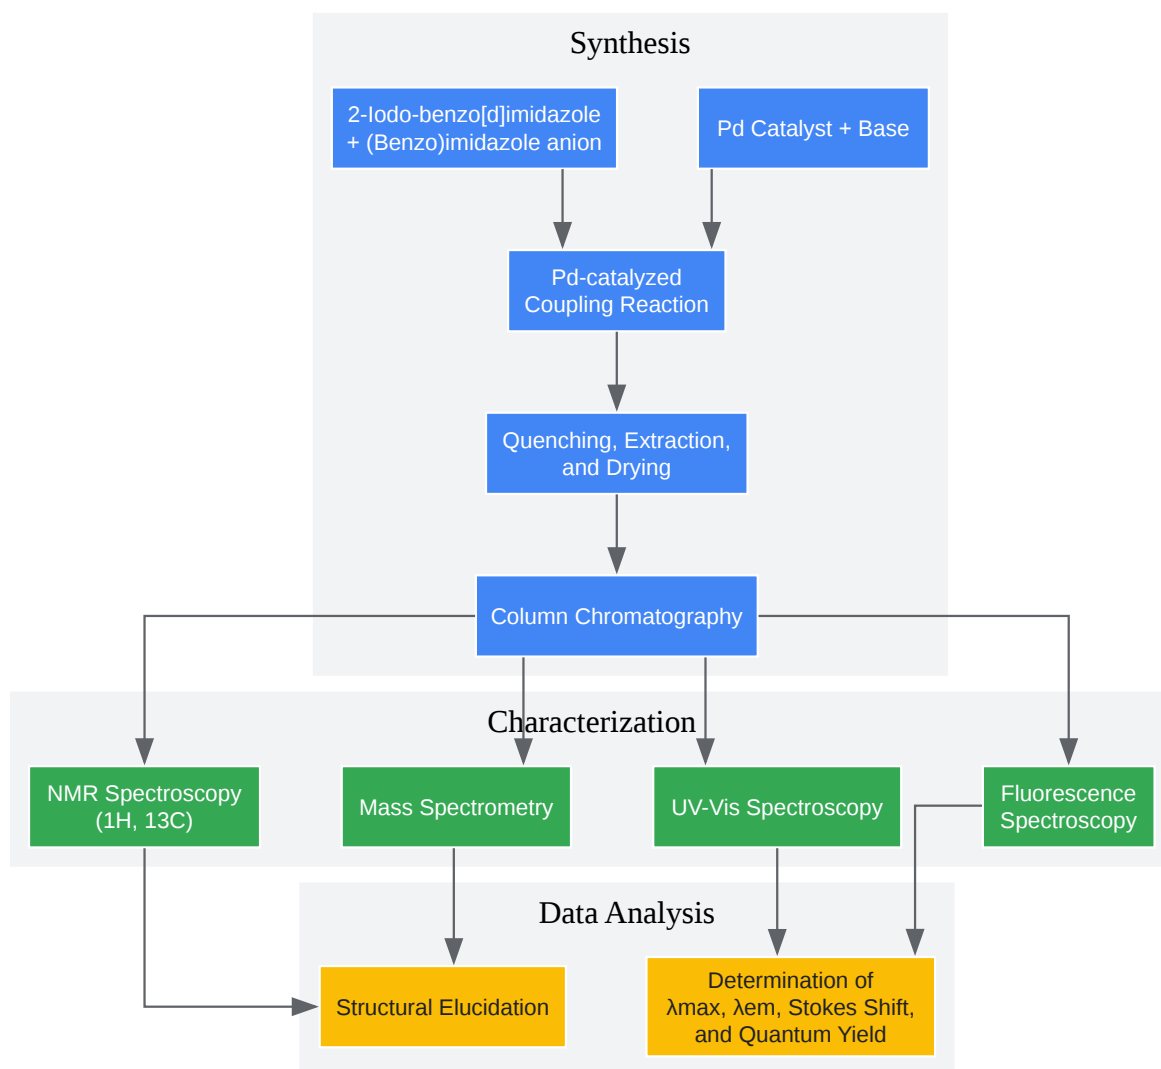 Synthesis
2-Iodo-benzo[d]imidazole
+ (Benzo)imidazole anion
Pd Catalyst + Base
Pd-catalyzed
Coupling Reaction
Quenching, Extraction,
and Drying
Column Chromatography
Characterization
NMR Spectroscopy
(1H, 13C)
Mass Spectrometry
UV-Vis Spectroscopy
Fluorescence
Spectroscopy
Data Analysis
Structural Elucidation
Determination of
λmax, λem, Stokes Shift,
and Quantum Yield